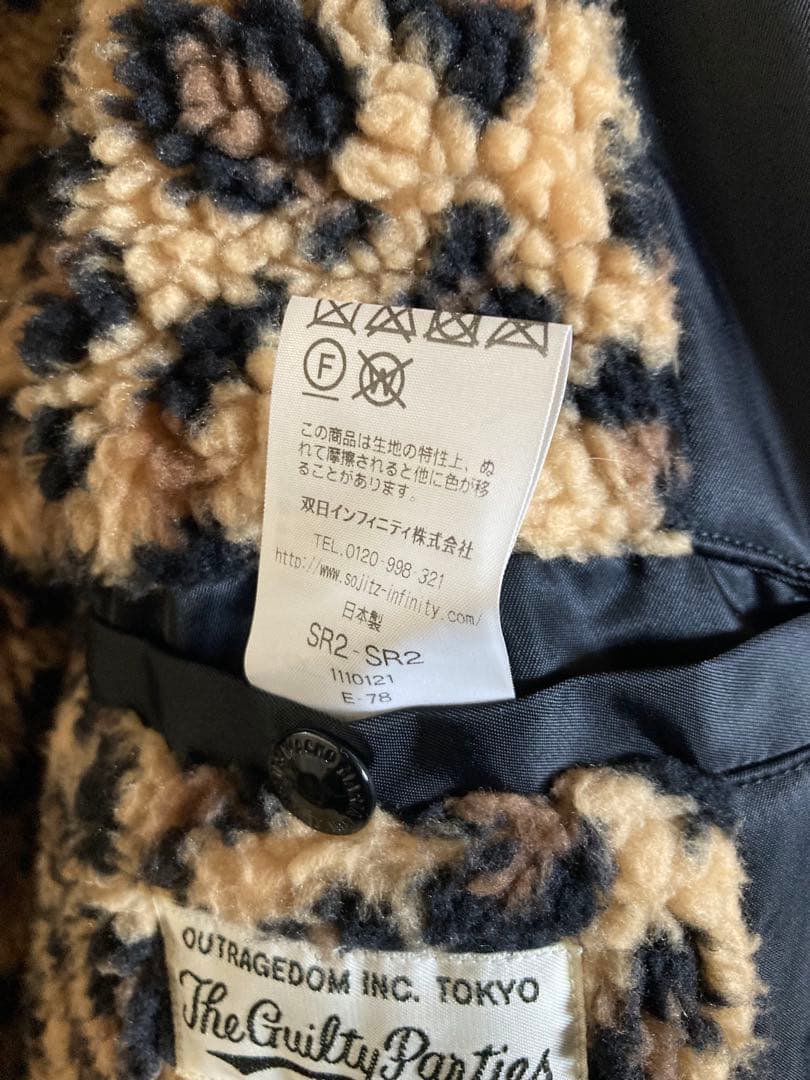 F W
この商品は生地の特性上、ぬ
れて摩擦されると他に色が移
ることがあります。
双日インフィニティ株式会社
TEL.0120-998-321
http://www.sojitz-infinity.com/
日本製
SR2-SR2
1110121
E-78
OUTRAGEDOM INC. TOKYO
The Guilty Parties